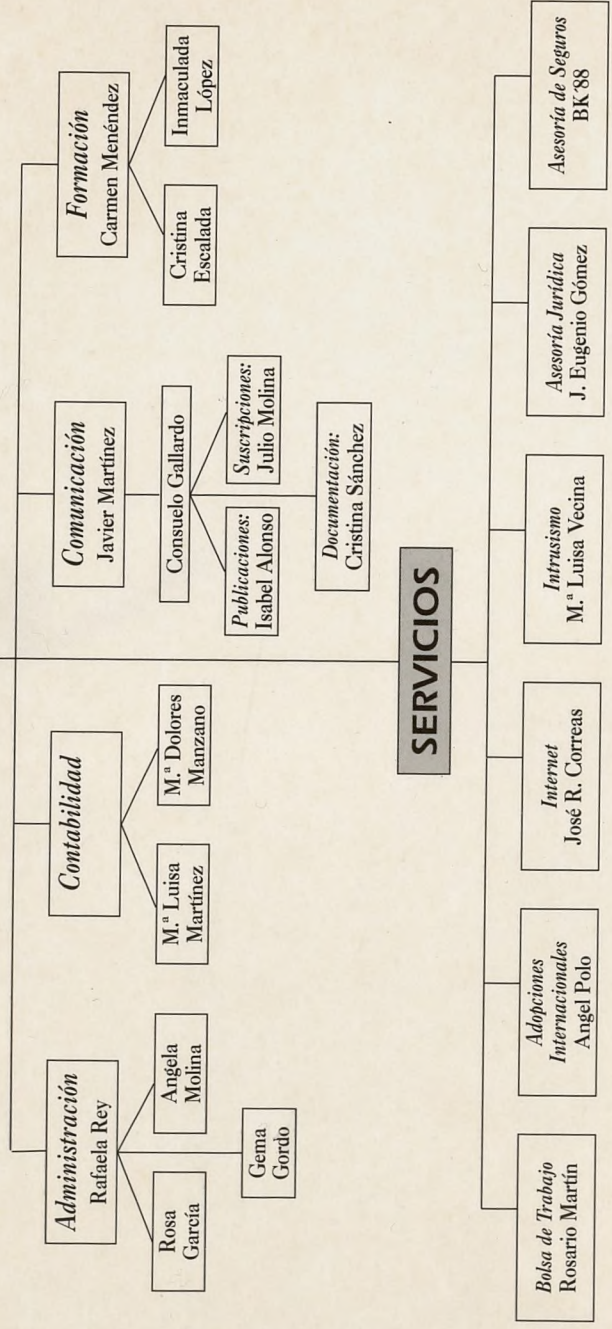 Administración
Rafaela Rey
Rosa
García
Angela
Molina
Gema
Gordo
Contabilidad
M.ª Luisa
Martínez
M.ª Dolores
Manzano
Comunicación
Javier Martínez
Consuelo Gallardo
Publicaciones:
Isabel Alonso
Suscripciones:
Julio Molina
Documentación:
Cristina Sánchez
Formación
Carmen Menéndez
Cristina
Escalada
Inmaculada
López
SERVICIOS
Bolsa de Trabajo
Rosario Martín
Adopciones
Internacionales
Angel Polo
Internet
José R. Correas
Intrusismo
M.ª Luisa Vecina
Asesoría Jurídica
J. Eugenio Gómez
Asesoría de Seguros
BK´88